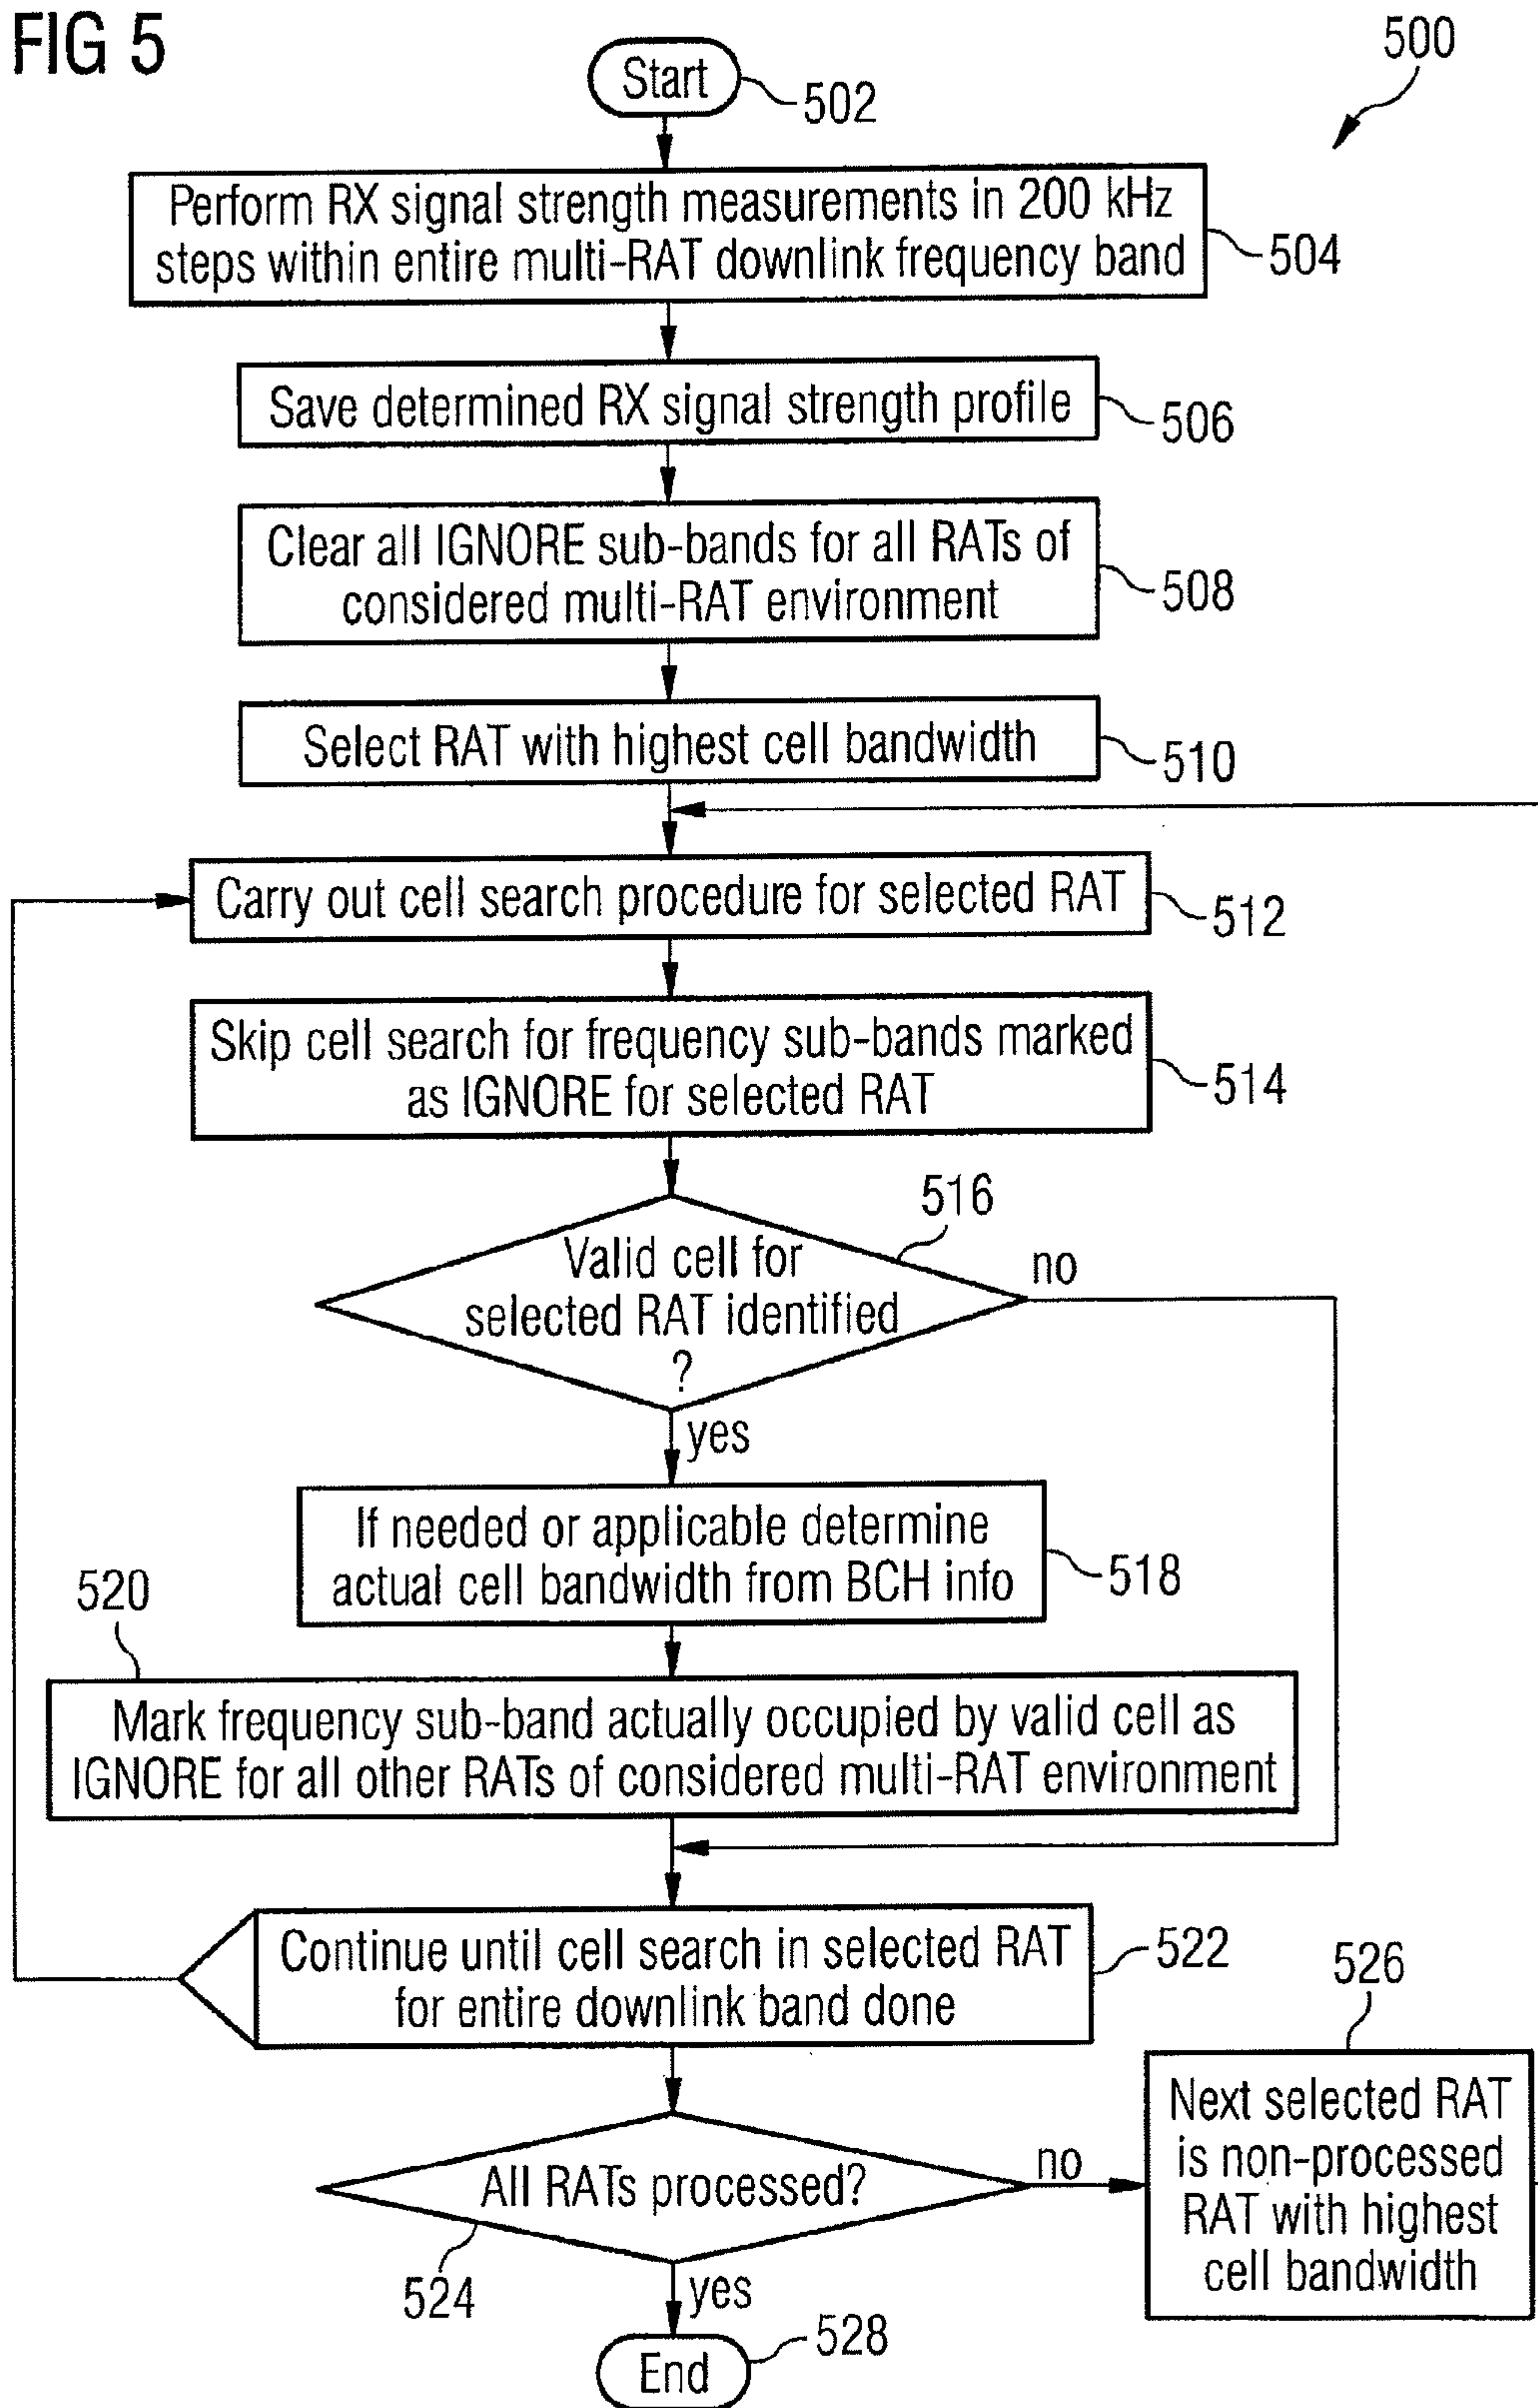 FIG 5
500
Start
502
Perform RX signal strength measurements in 200 kHz
steps within entire multi-RAT downlink frequency band
504
Save determined RX signal strength profile
506
Clear all IGNORE sub-bands for all RATs of
considered multi-RAT environment
508
Select RAT with highest cell bandwidth
510
Carry out cell search procedure for selected RAT
512
Skip cell search for frequency sub-bands marked
as IGNORE for selected RAT
514
516
Valid cell for
selected RAT identified
?
no
yes
If needed or applicable determine
actual cell bandwidth from BCH info
518
520
Mark frequency sub-band actually occupied by valid cell as
IGNORE for all other RATs of considered multi-RAT environment
Continue until cell search in selected RAT
for entire downlink band done
522
526
Next selected RAT
is non-processed
RAT with highest
cell bandwidth
All RATs processed?
no
524
yes
End
528